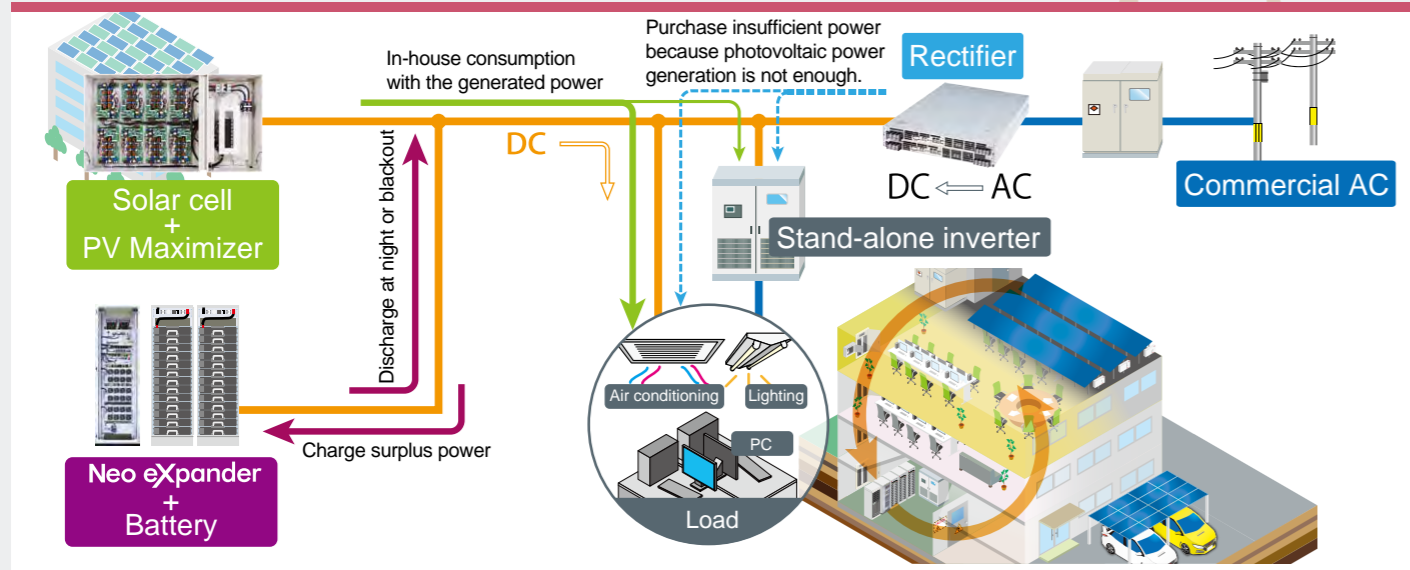 In-house consumption
with the generated power
Purchase insufficient power
because photovoltaic power
generation is not enough.
Rectifier
DC
DC
AC
Commercial AC
Solar cell
+
PV Maximizer
Stand-alone inverter
Discharge at night or blackout
Air conditioning
Lighting
PC
Load
Charge surplus power
Neo eXpander
+
Battery